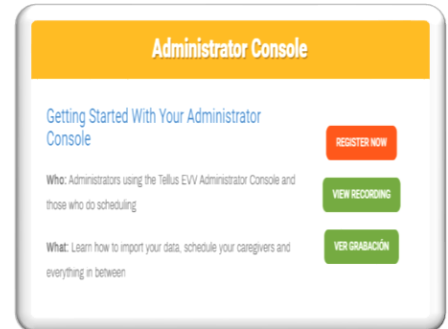 Administrator Console
Getting Started With Your Administrator
Console
REGISTER NOW
Who: Administrators using the Tellus EVV Administrator Console and
those who do scheduling
VIEW RECORDING
What: Learn how to import your data, schedule your caregivers and
everything in between
VER GRABACIÓN